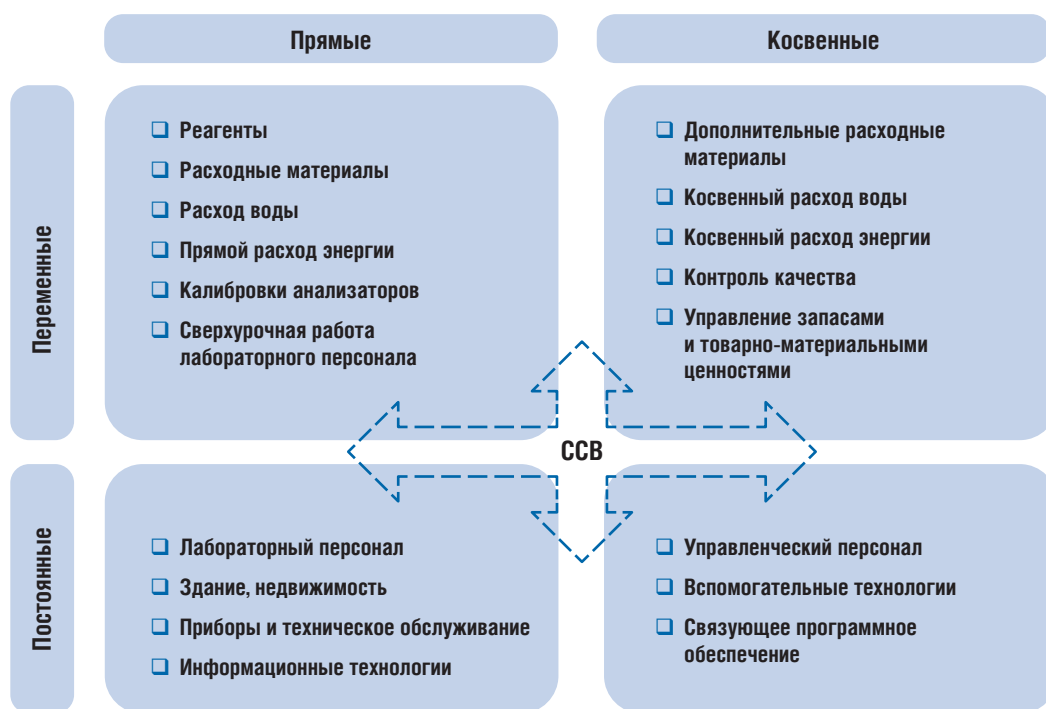 Прямые
Косвенные
Переменные
Реагенты
Расходные материалы
Расход воды
Прямой расход энергии
Калибровки анализаторов
Сверхурочная работа
лабораторного персонала
Дополнительные расходные
материалы
Косвенный расход воды
Косвенный расход энергии
Контроль качества
Управление запасами
и товарно-материальными
ценностями
ССВ
Постоянные
Лабораторный персонал
Здание, недвижимость
Приборы и техническое обслуживание
Информационные технологии
Управленческий персонал
Вспомогательные технологии
Связующее программное
обеспечение